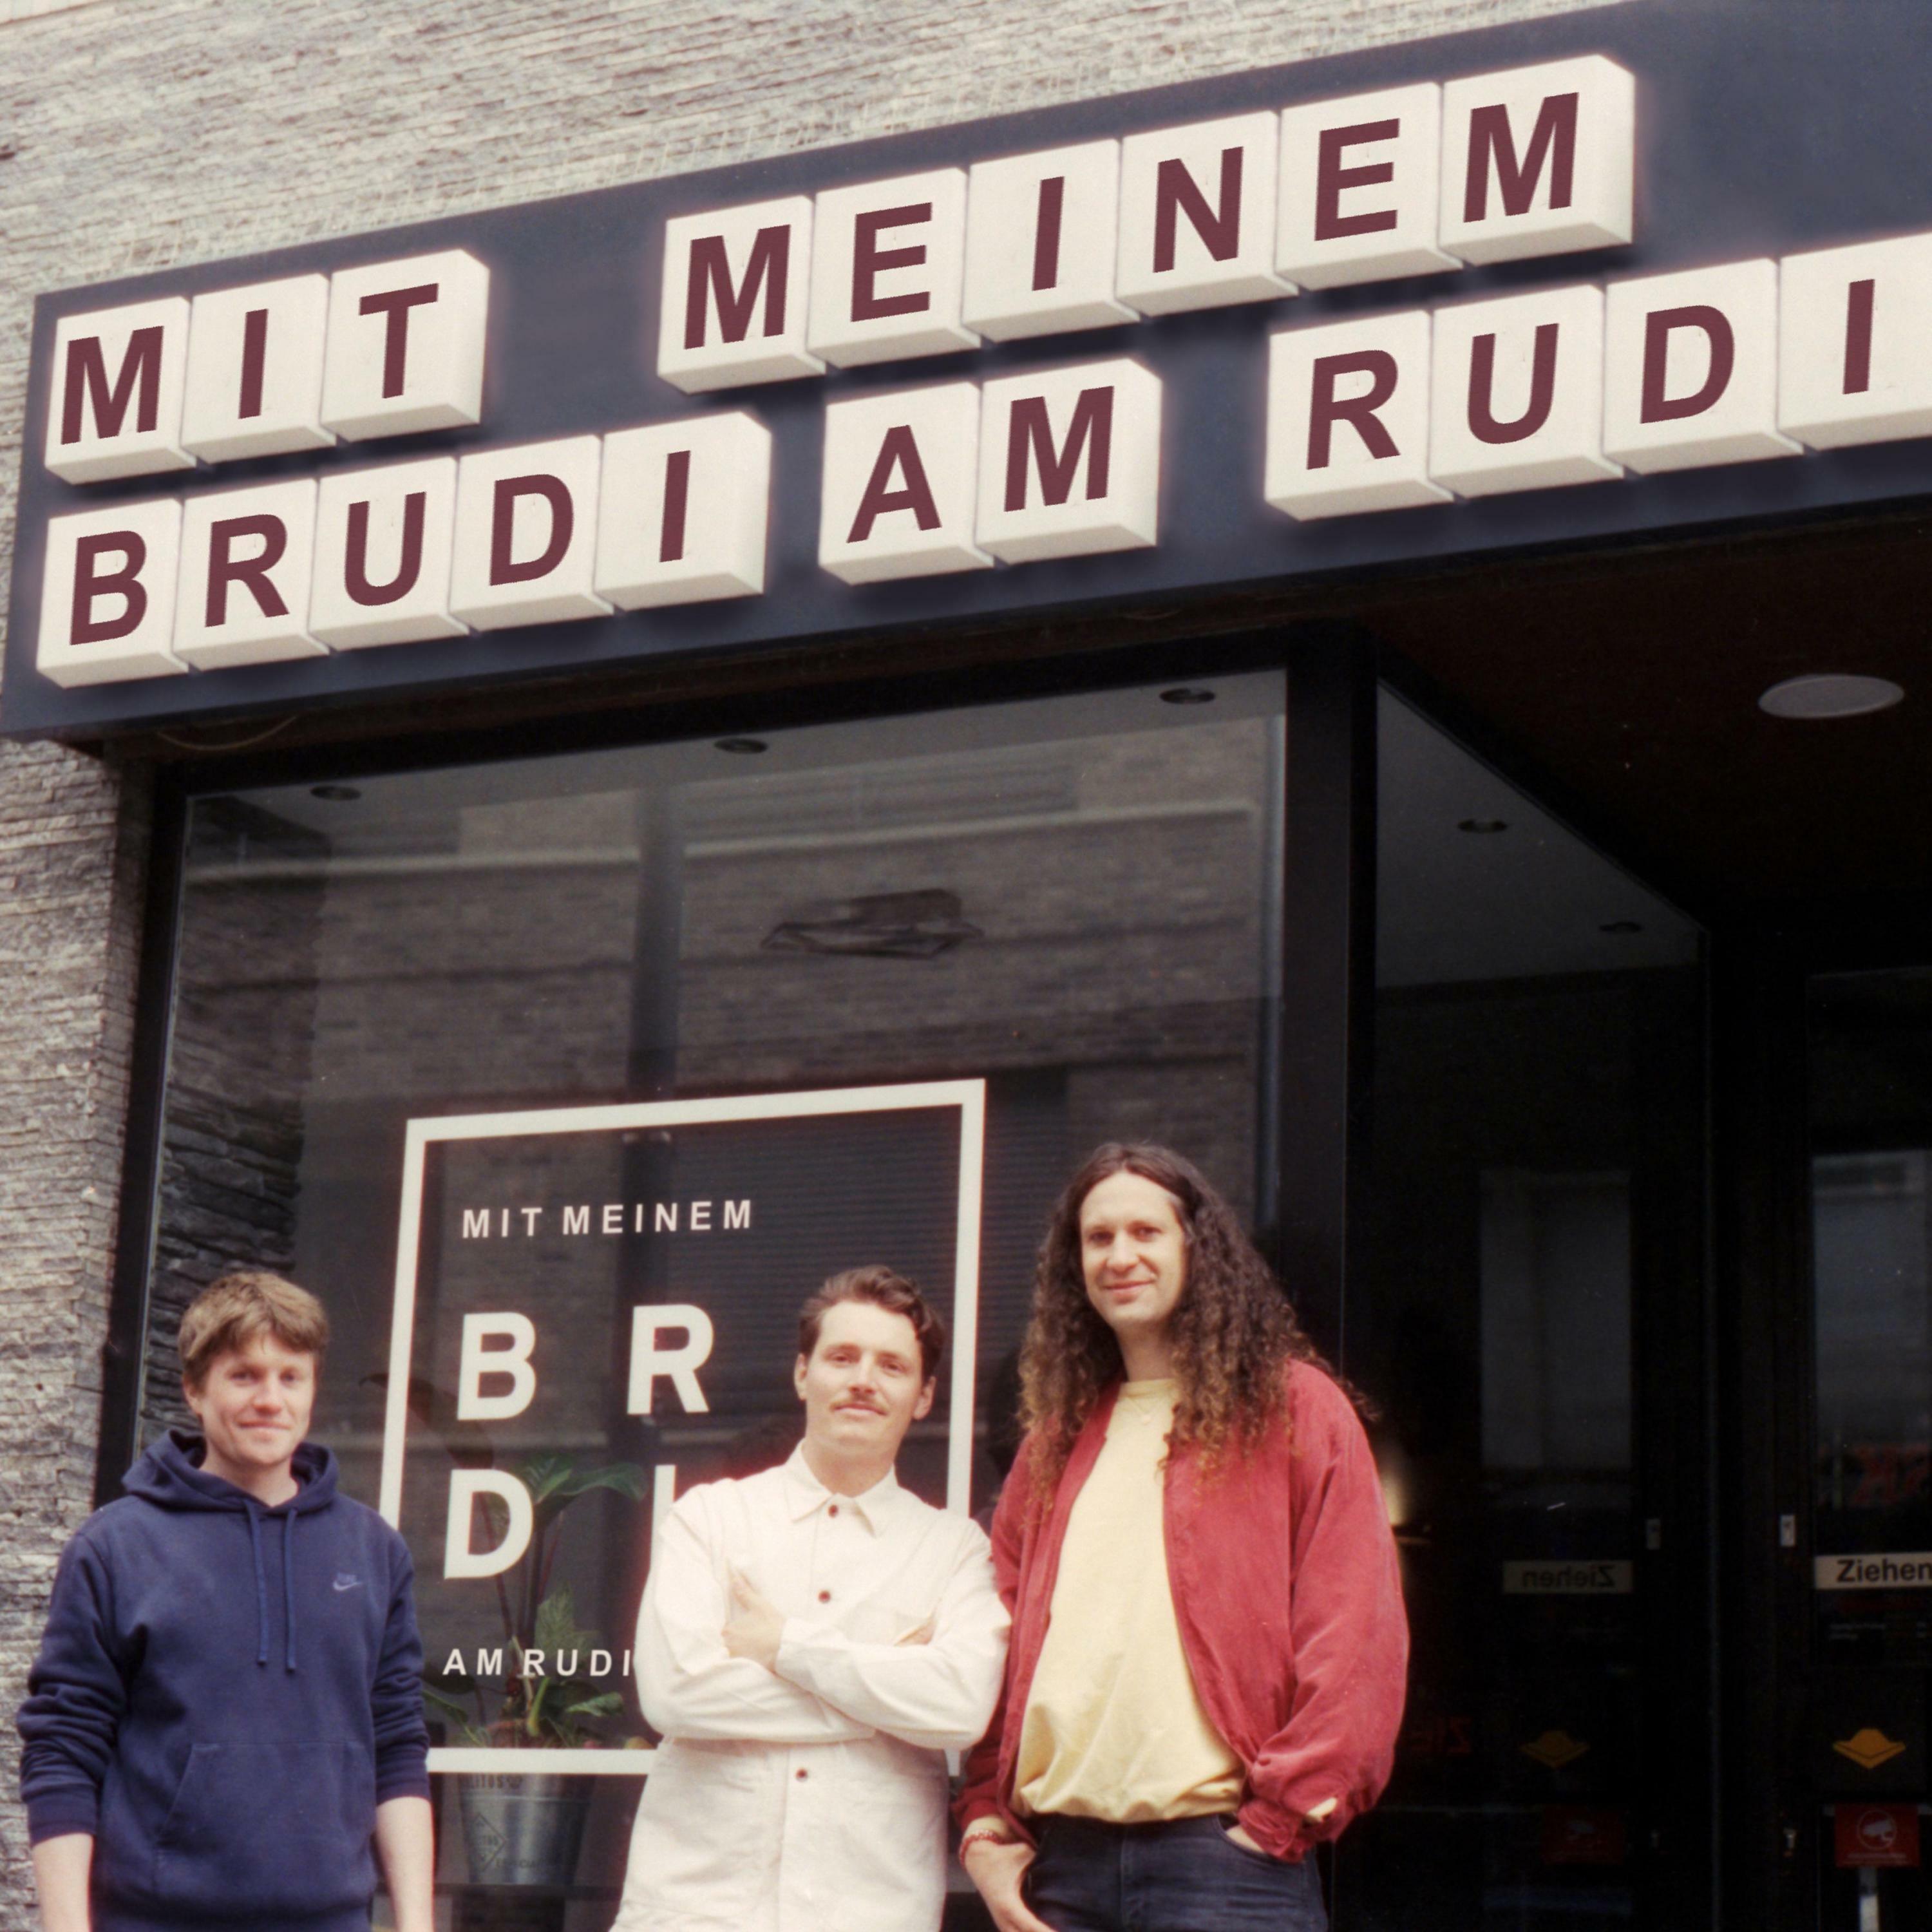 MIT MEINEM
BRUDI AM RUDI
MIT MEINEM
B R
D
AM RUDI
Ziehen
Ziehen